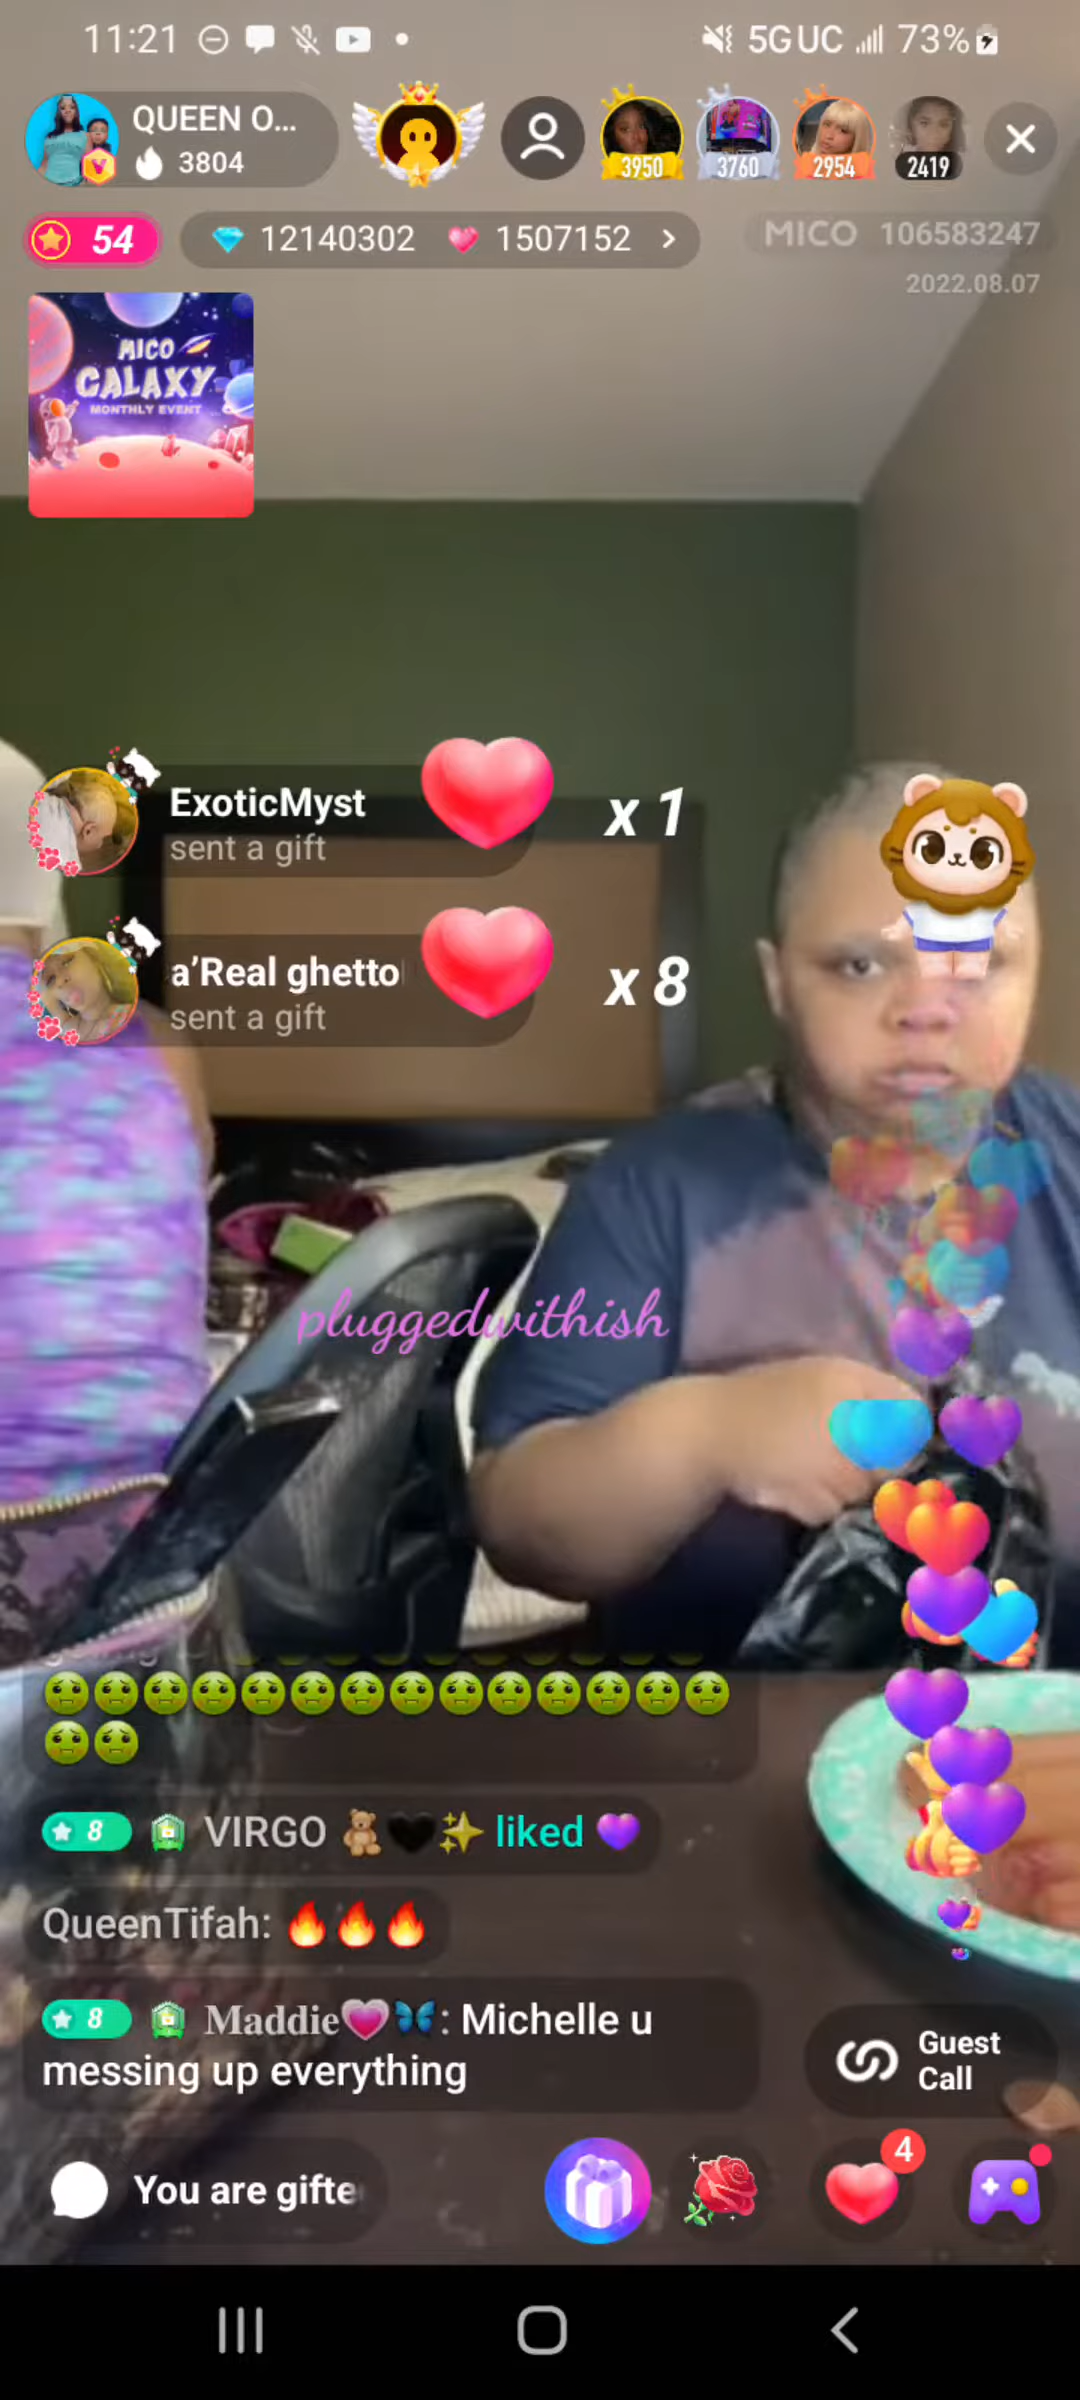 11:21
5GUC 73%
QUEEN O...
3804
3950
3760
2954
2419
54
12140302
1507152
MICO 106583247
2022.08.07
MICO
GALAXY
MONTHLY EVENT
ExoticMyst
sent a gift
x 1
a'Real ghetto
sent a gift
x 8
pluggedwithish
🤢🤢🤢🤢🤢🤢🤢🤢🤢🤢🤢🤢🤢🤢
🤢🤢
8 VIRGO 🧸🖤✨ liked 💜
QueenTifah: 🔥🔥🔥
8 Maddie💗🦋: Michelle u
messing up everything
Guest
Call
You are gifte
4